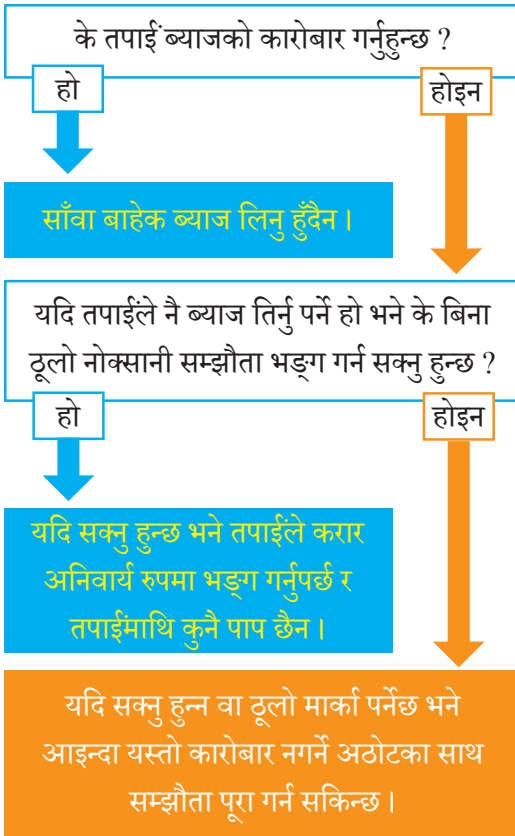 के तपाईं ब्याजको कारोबार गर्नुहुन्छ ?
हो
होइन
साँवा बाहेक ब्याज लिनु हुँदैन ।
यदि तपाईंले नै ब्याज तिर्नु पर्ने हो भने के बिना
ठूलो नोक्सानी सम्झौता भङ्ग गर्न सक्नु हुन्छ ?
हो
होइन
यदि सक्नु हुन्छ भने तपाईंले करार
अनिवार्य रुपमा भङ्ग गर्नुपर्छ र
तपाईंमाथि कुनै पाप छैन ।
यदि सक्नु हुन्न वा ठूलो मार्का पर्नेछ भने
आइन्दा यस्तो कारोबार नगर्ने अठोटका साथ
सम्झौता पूरा गर्न सकिन्छ ।